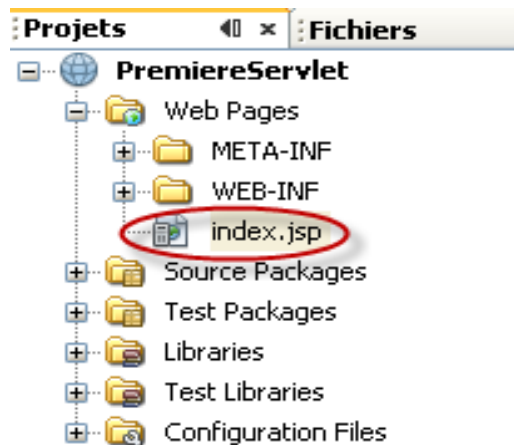 Projets Fichiers
PremiereServlet
Web Pages
META-INF
WEB-INF
index.jsp
Source Packages
Test Packages
Libraries
Test Libraries
Configuration Files